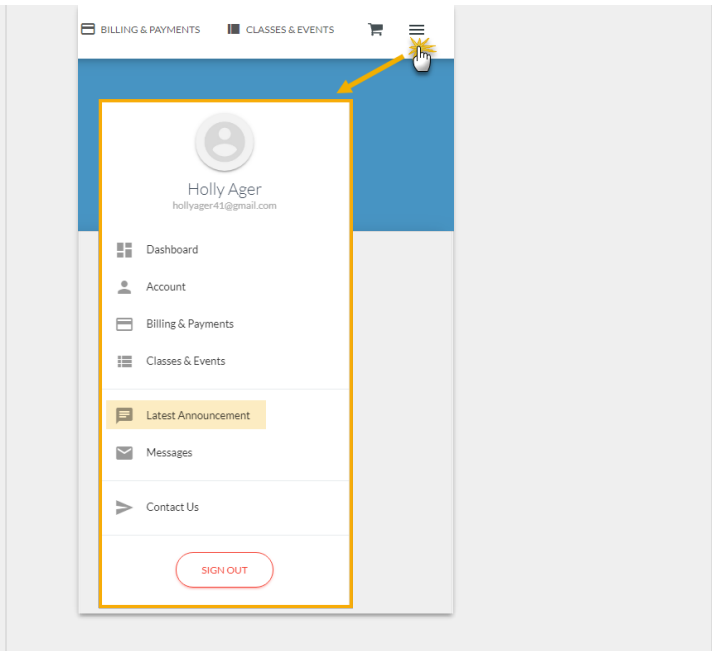 BILLING & PAYMENTS CLASSES & EVENTS
Holly Ager
hollyager41@gmail.com
Dashboard
Account
Billing & Payments
Classes & Events
Latest Announcement
Messages
Contact Us
SIGN OUT